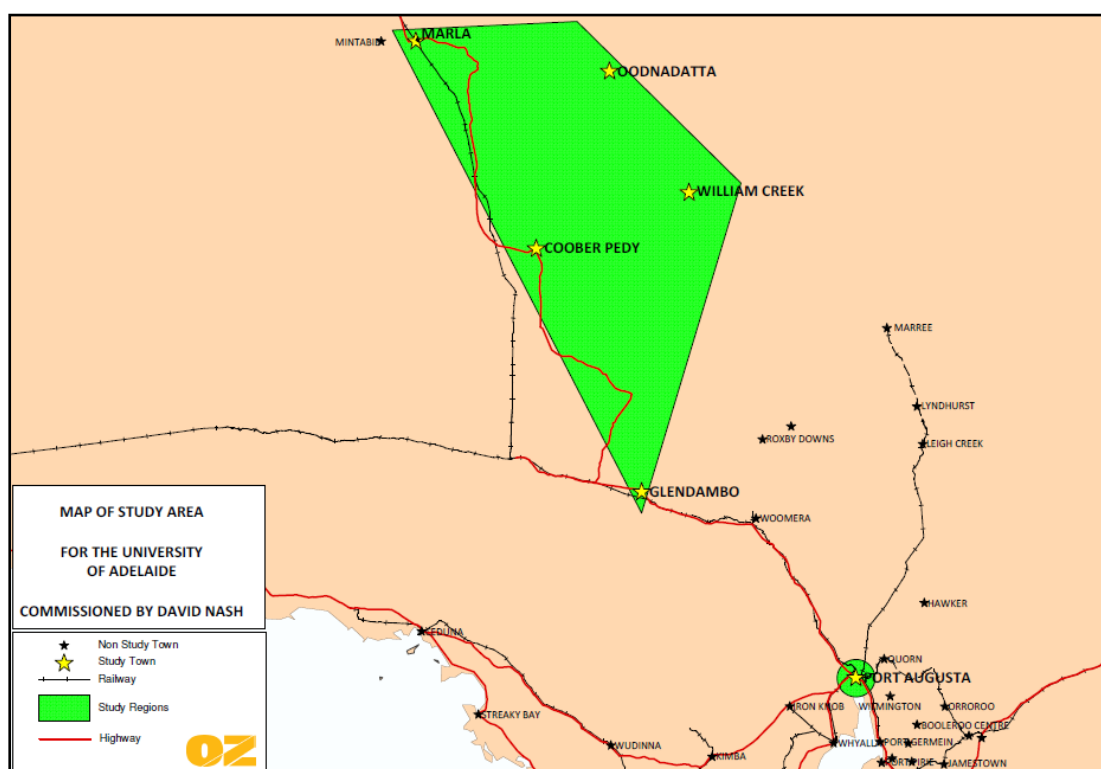 MINTABIE
MARLA
OODNADATTA
WILLIAM CREEK
COOBER PEDY
MARREE
LYNDHURST
ROXBY DOWNS
LEIGH CREEK
GLENDAMBO
WOOMERA
HAWKER
CEDUNA
QUORN
PORT AUGUSTA
STREAKY BAY
IRON KNOB
WILMINGTON
ORROROO
BOOLEROO CENTRE
WUDINNA
KIMBA
WHYALLA
PORT GERMEIN
PORT PIRIE
JAMESTOWN
MAP OF STUDY AREA
FOR THE UNIVERSITY
OF ADELAIDE
COMMISSIONED BY DAVID NASH
Non Study Town
Study Town
Railway
Study Regions
Highway
OZ